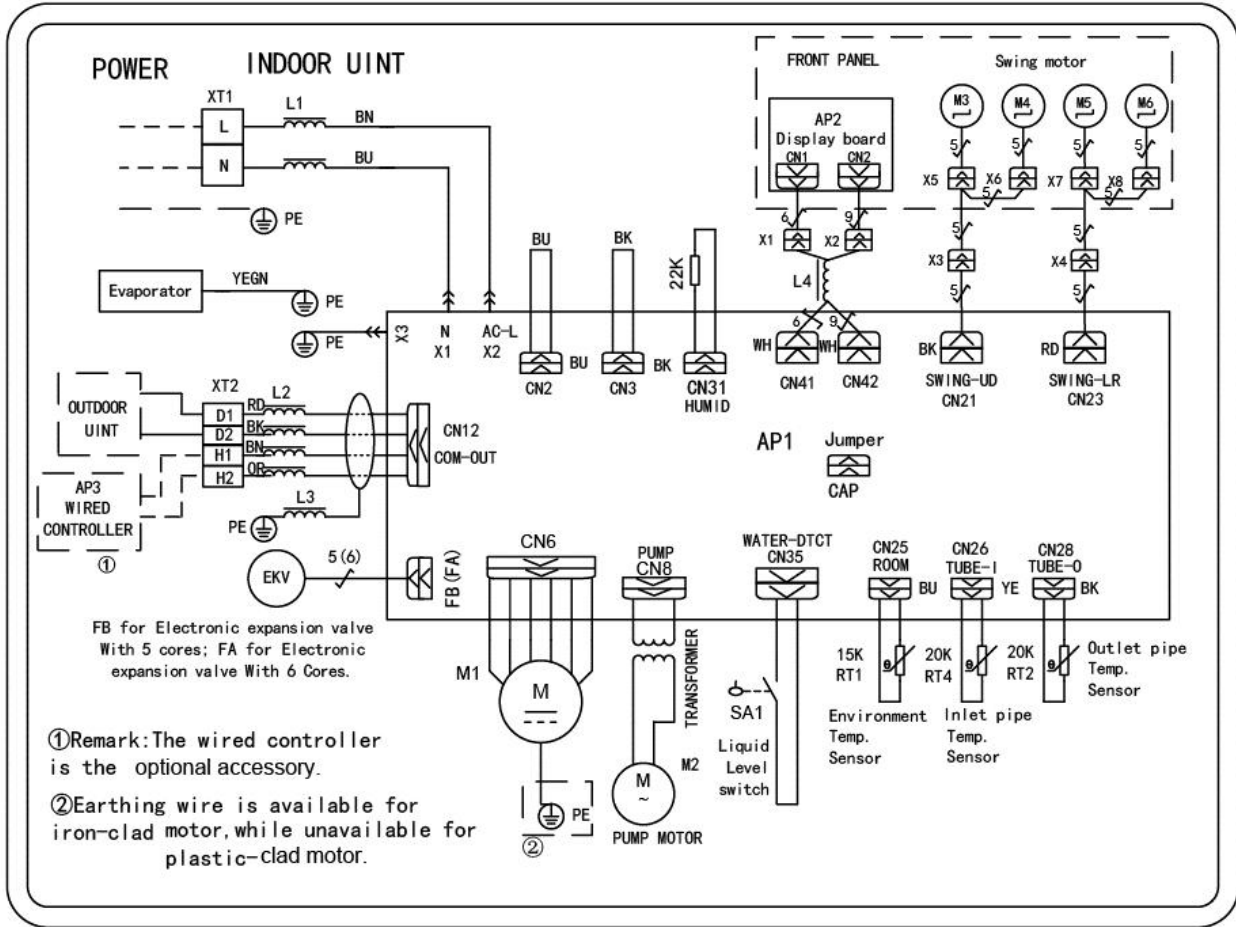 POWER
INDOOR UINT
XT1
L
N
L1
BN
BU
PE
Evaporator
YEGN
PE
PE
X3
N
X1
AC-L
X2
BU
BU
CN2
BK
BK
CN3
22K
CN31
HUMID
FRONT PANEL
Swing motor
AP2
Display board
CN1
CN2
6
9
X1
X2
L4
6
9
WH
WH
CN41
CN42
M3
M4
M5
M6
5
5
5
5
X5
X6
X7
X8
5
5
5
5
X3
X4
5
5
BK
RD
SWING-UD
CN21
SWING-LR
CN23
OUTDOOR
UINT
XT2
L2
D1
RD
D2
BK
H1
BN
H2
OR
CN12
COM-OUT
AP3
WIRED
CONTROLLER
①
L3
PE
AP1
Jumper
CAP
EKV
5(6)
FB(FA)
FB for Electronic expansion valve
With 5 cores; FA for Electronic
expansion valve With 6 Cores.
CN6
M1
M
PE
②
PUMP
CN8
TRANSFORMER
M2
M
~
PUMP MOTOR
WATER-DTCT
CN35
SA1
Liquid
Level
switch
CN25
ROOM
BU
15K
RT1
θ
Environment
Temp.
Sensor
CN26
TUBE-I
YE
20K
RT4
θ
Inlet pipe
Temp.
Sensor
CN28
TUBE-O
BK
20K
RT2
θ
Outlet pipe
Temp.
Sensor
①Remark:The wired controller
is the optional accessory.
②Earthing wire is available for
iron-clad motor,while unavailable for
plastic-clad motor.